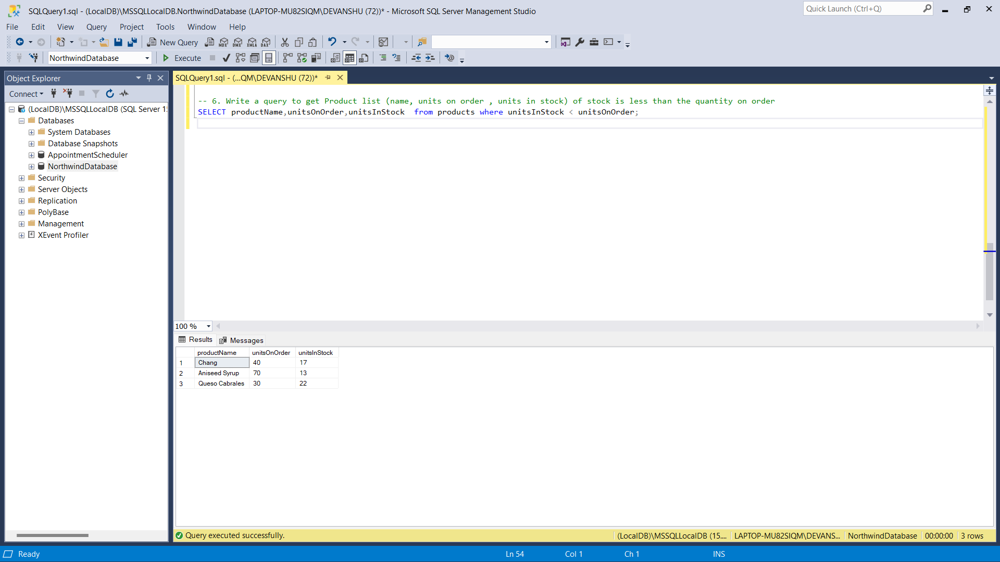 SQLQuery1.sql - (LocalDB)\MSSQLLocalDB.NorthwindDatabase (LAPTOP-MU82SIQM\DEVANSHU (72))* - Microsoft SQL Server Management Studio
Quick Launch (Ctrl+Q)
File Edit View Query Project Tools Window Help
New Query MDX DMX XMLA DAX
NorthwindDatabase Execute
Object Explorer
SQLQuery1.sql - (...QM\DEVANSHU (72))*
Connect
(LocalDB)\MSSQLLocalDB (SQL Server 15
Databases
System Databases
Database Snapshots
AppointmentScheduler
NorthwindDatabase
Security
Server Objects
Replication
PolyBase
Management
XEvent Profiler
-- 6. Write a query to get Product list (name, units on order , units in stock) of stock is less than the quantity on order
SELECT productName,unitsOnOrder,unitsInStock  from products where unitsInStock < unitsOnOrder;
100 %
Results Messages
productName unitsOnOrder unitsInStock
1 Chang 40 17
2 Aniseed Syrup 70 13
3 Queso Cabrales 30 22
Query executed successfully.
(LocalDB)\MSSQLLocalDB (15.... LAPTOP-MU82SIQM\DEVANS... NorthwindDatabase 00:00:00 3 rows
Ready Ln 54 Col 1 Ch 1 INS